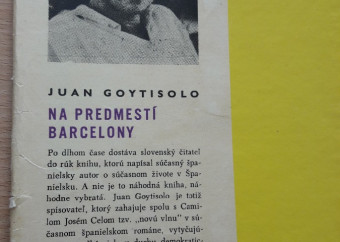 JUAN GOYTISOLO
NA PREDMESTÍ
BARCELONY
Po dlhom čase dostáva slovenský čitateľ
do rúk knihu, ktorú napísal súčasný špa-
nielsky autor o súčasnom živote v Špa-
nielsku. A nie je to náhodná kniha, ná-
hodne vybratá. Juan Goytisolo je totiž
spisovateľ, ktorý zahajuje spolu s Cami-
lom Josém Celom tzv. „novú vlnu" v sú-
časnom španielskom románe, vytyčujú-